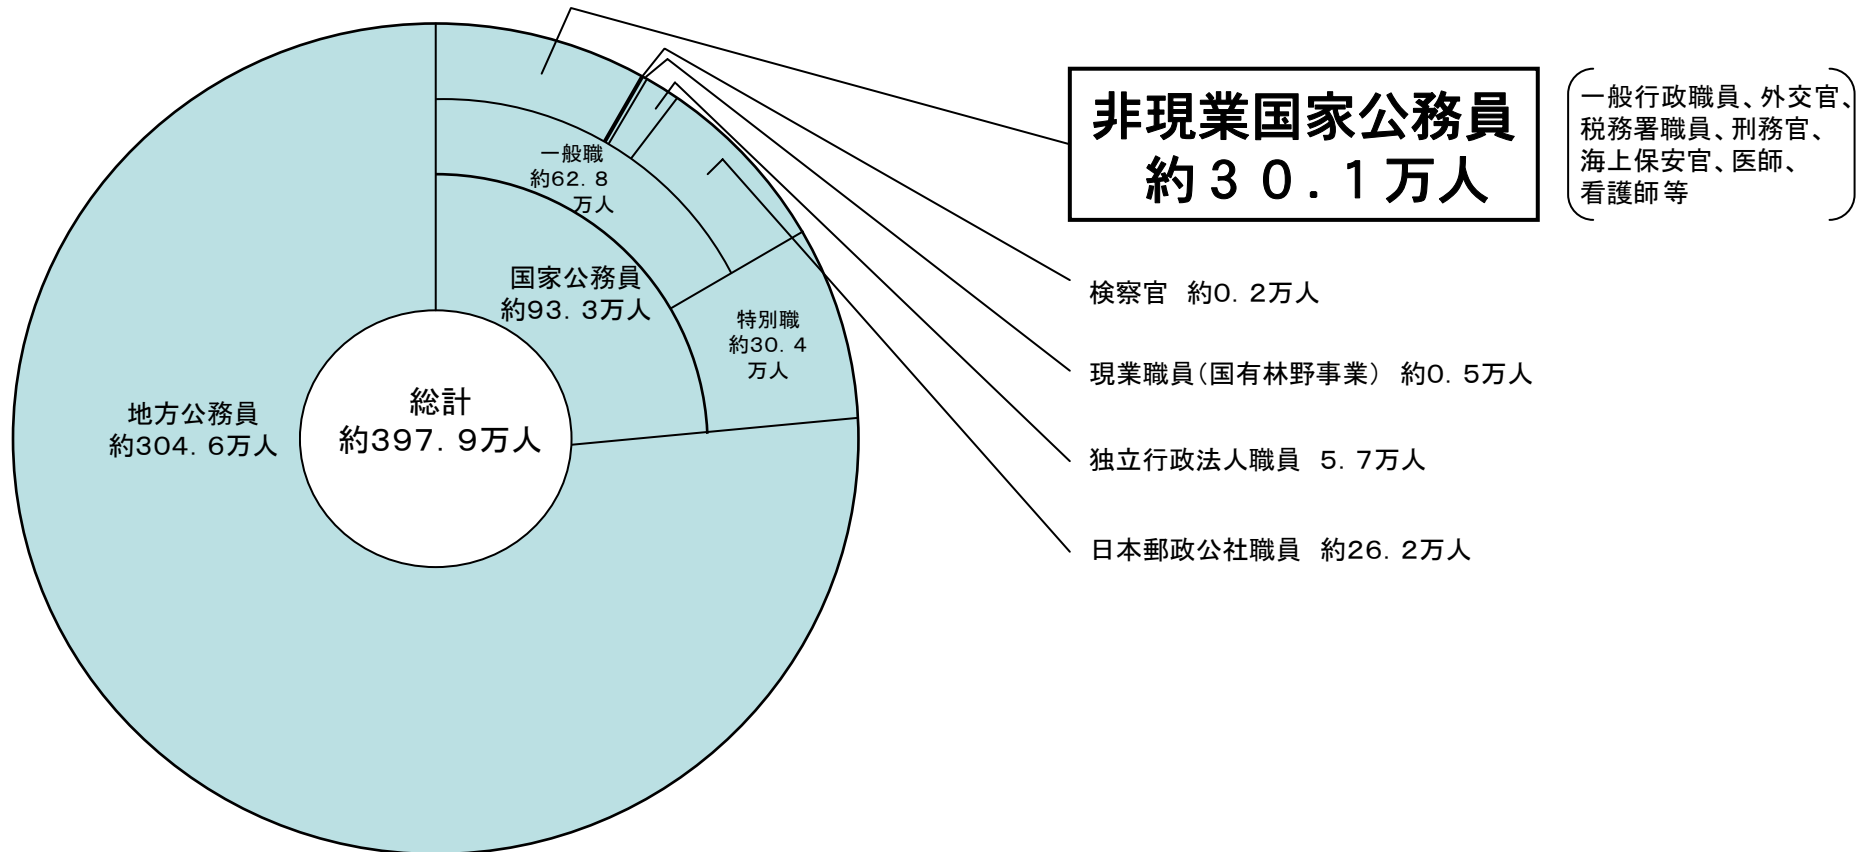 非現業国家公務員
約３０．１万人
一般行政職員、外交官、
税務署職員、刑務官、
海上保安官、医師、
看護師等
一般職
約62．8
万人
国家公務員
約93．3万人
特別職
約30．4
万人
地方公務員
約304．6万人
総計
約397．9万人
検察官　約0．2万人
現業職員（国有林野事業）　約0．5万人
独立行政法人職員　5．7万人
日本郵政公社職員　約26．2万人